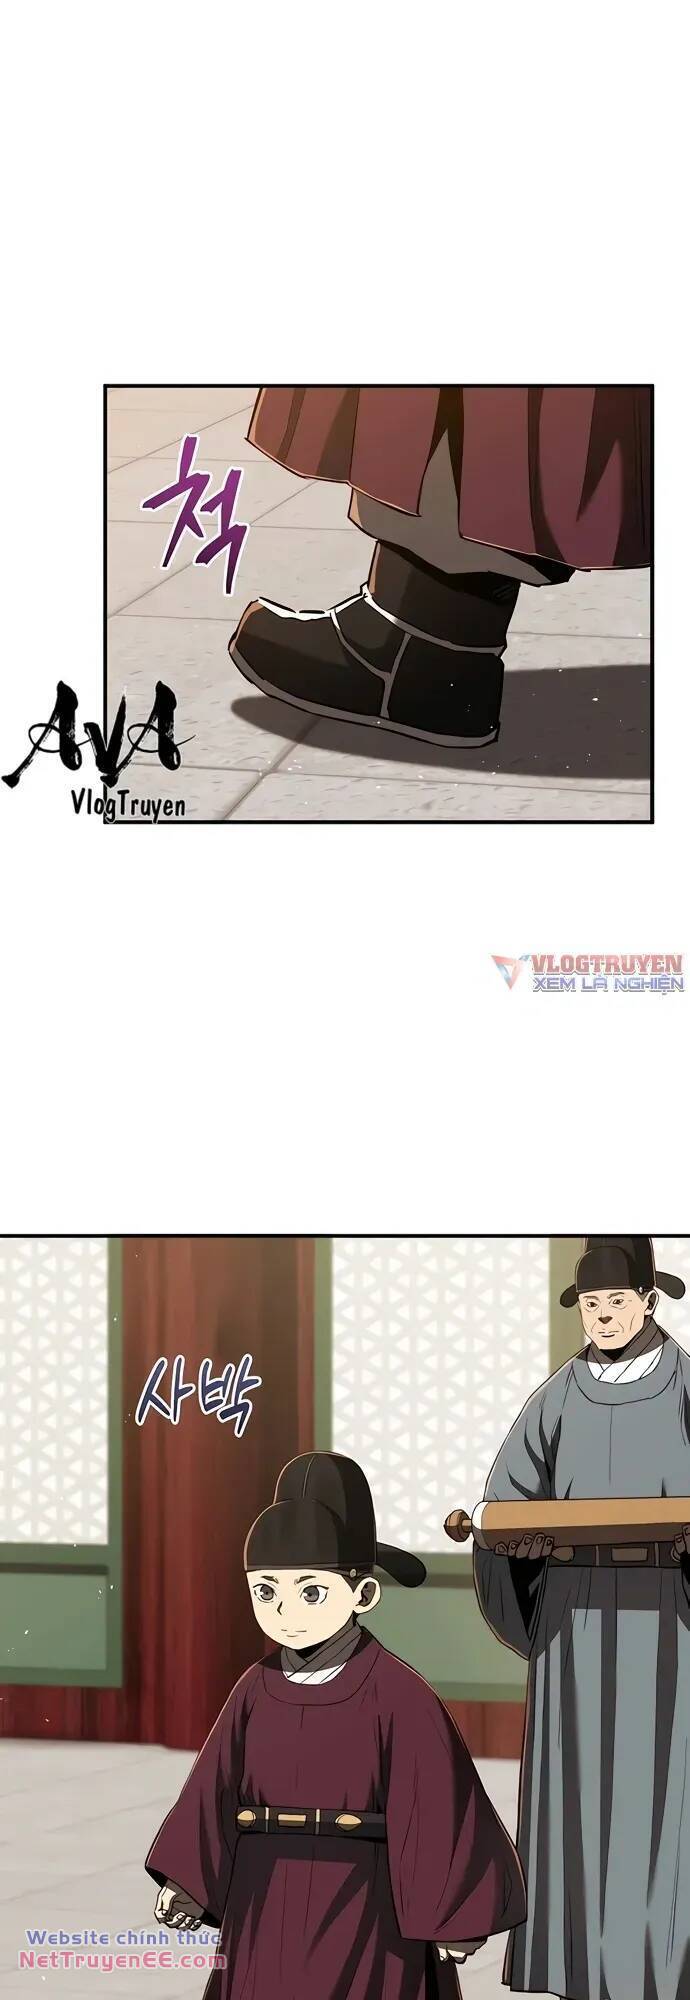 척
AVA
VlogTruyen
VLOGTRUYEN
XEM LÀ NGHIỆN
사박
Website chính thức
NetTruyenEE.com